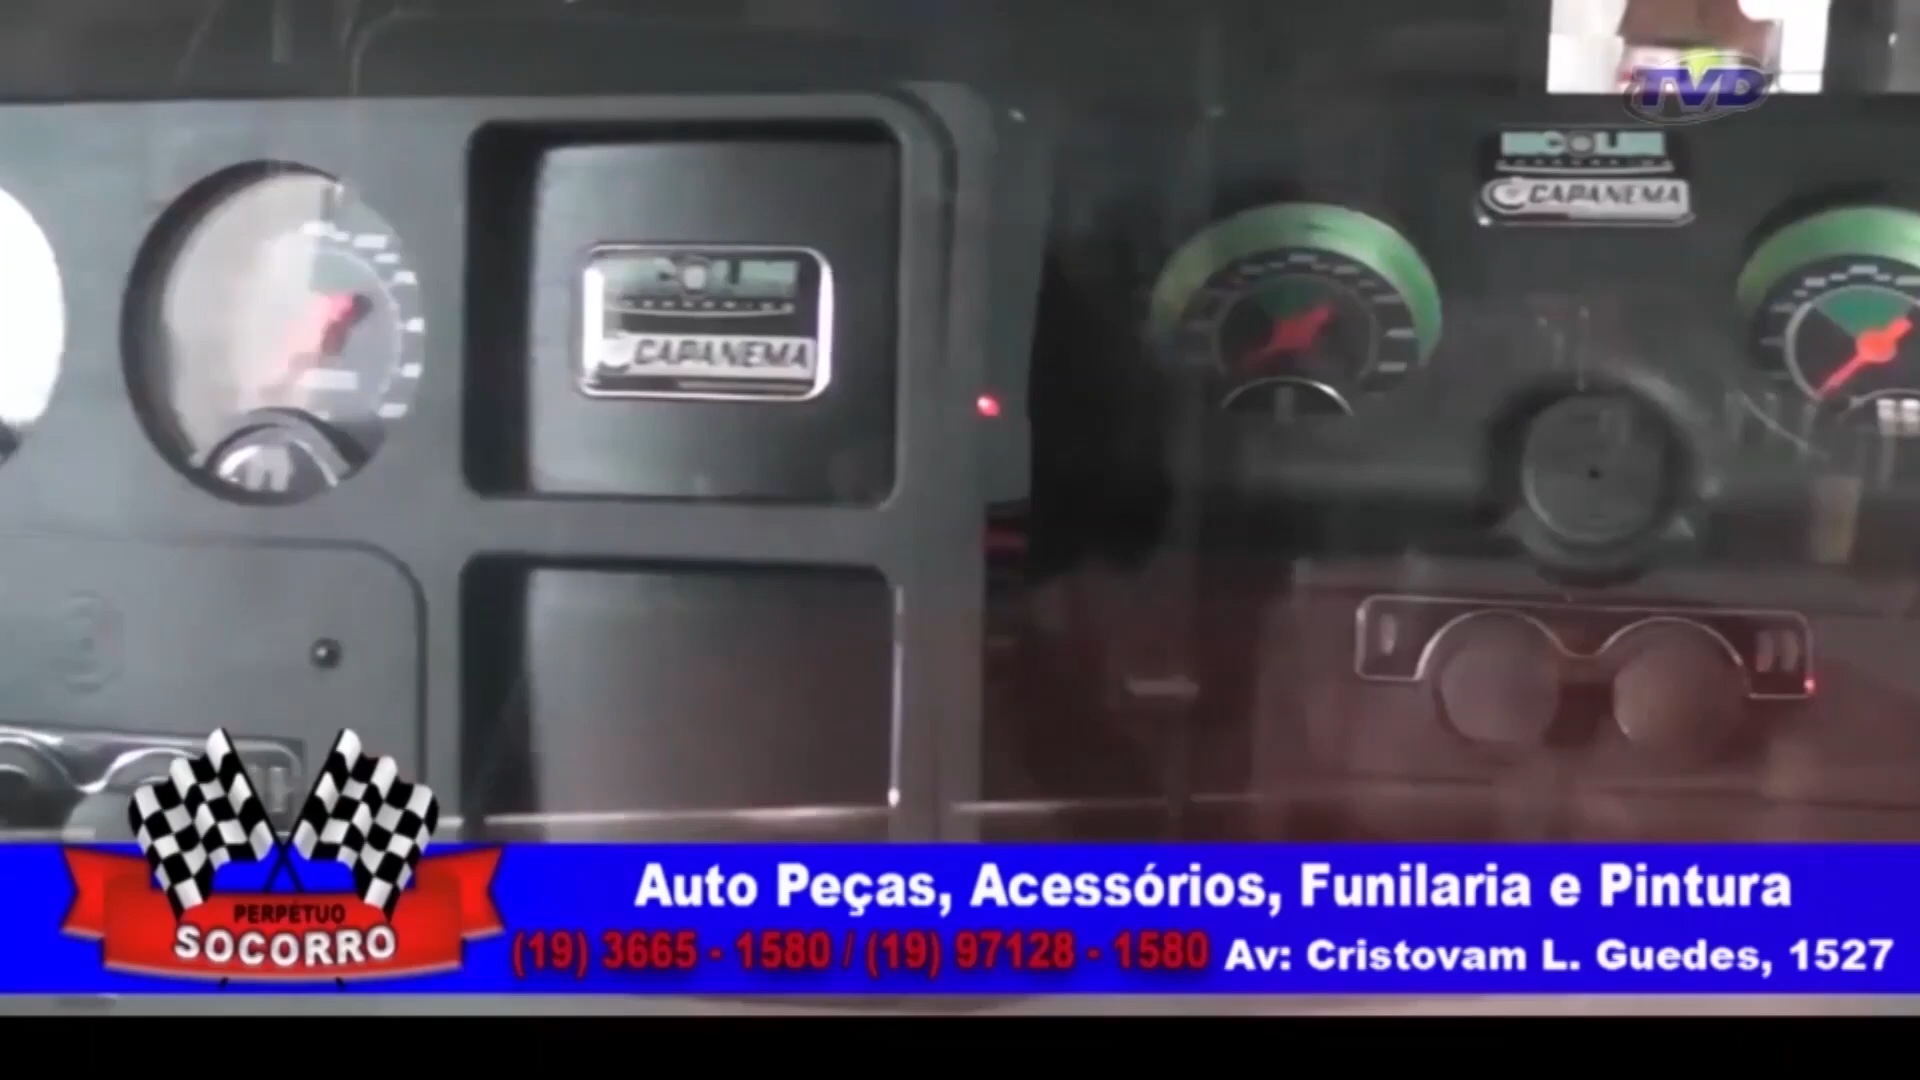 TVD
CAPANEMA
CAPANEMA
Auto Peças, Acessórios, Funilaria e Pintura
PERPÉTUO
SOCORRO
(19) 3665 - 1580 / (19) 97128 - 1580 Av: Cristovam L. Guedes, 1527